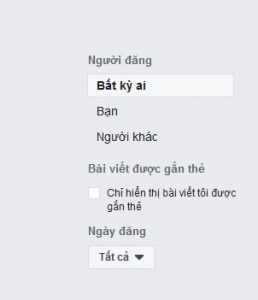 Người đăng
Bất kỳ ai
Bạn
Người khác
Bài viết được gắn thẻ
Chỉ hiển thị bài viết tôi được
gắn thẻ
Ngày đăng
Tất cả